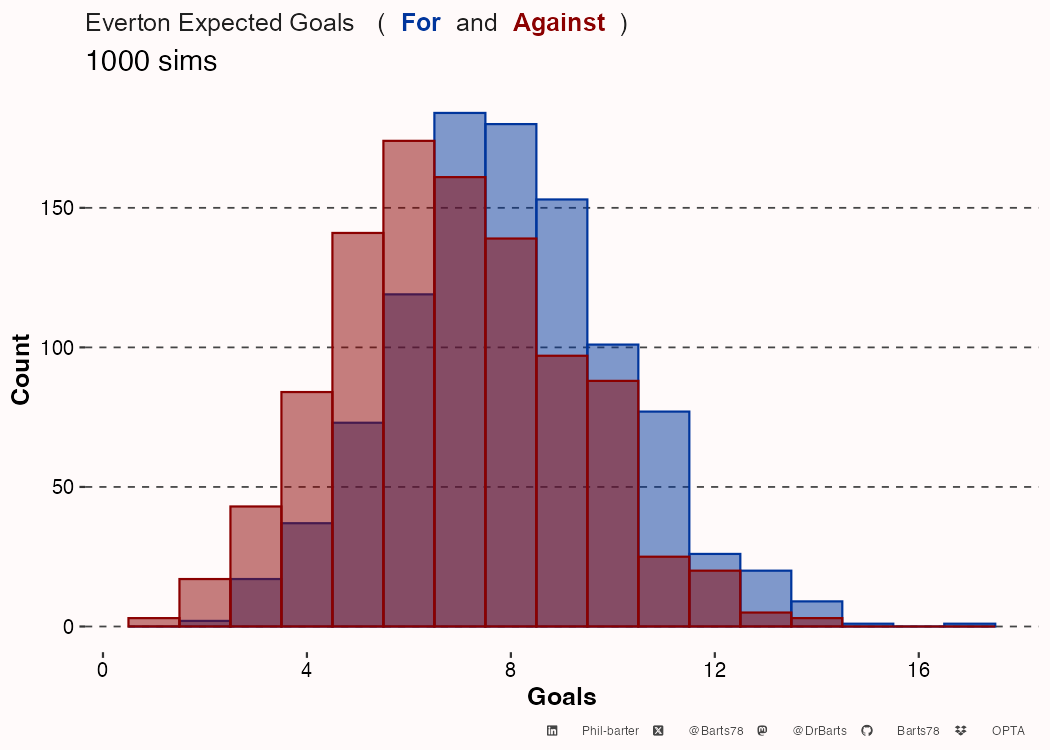 Everton Expected Goals ( For and Against )
1000 sims
150
100
50
0
Count
0 4 8 12 16
Goals
Phil-barter @Barts78 @DrBarts Barts78 OPTA